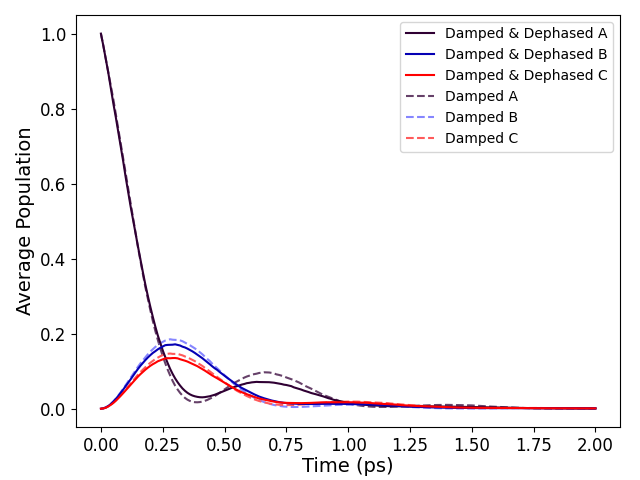 Damped & Dephased A
Damped & Dephased B
Damped & Dephased C
Damped A
Damped B
Damped C
Average Population
1.0
0.8
0.6
0.4
0.2
0.0
0.00 0.25 0.50 0.75 1.00 1.25 1.50 1.75 2.00
Time (ps)